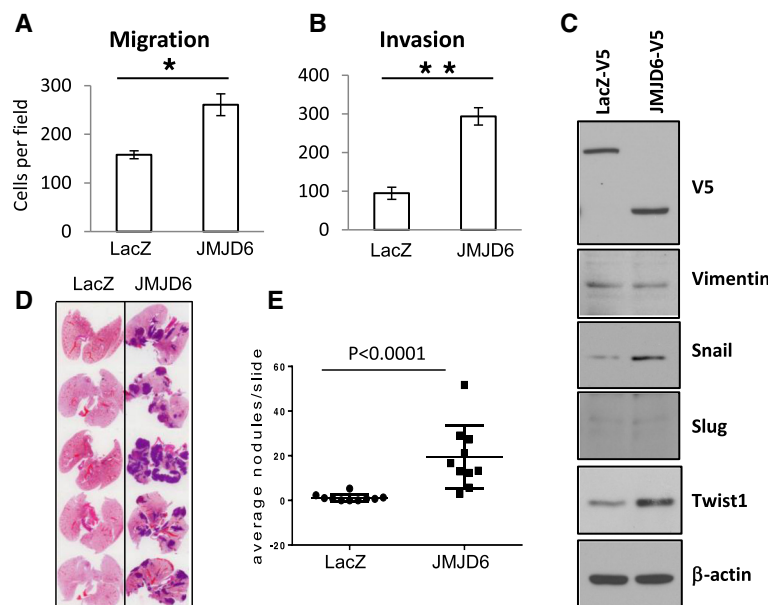 A
Migration
*
Cells per field
300
200
100
0
LacZ
JMJD6
B
Invasion
* *
400
300
200
100
0
LacZ
JMJD6
C
LacZ-V5
JMJD6-V5
V5
Vimentin
Snail
Slug
Twist1
β-actin
D
LacZ
JMJD6
E
P<0.0001
average nodules/slide
60
40
20
0
-20
LacZ
JMJD6